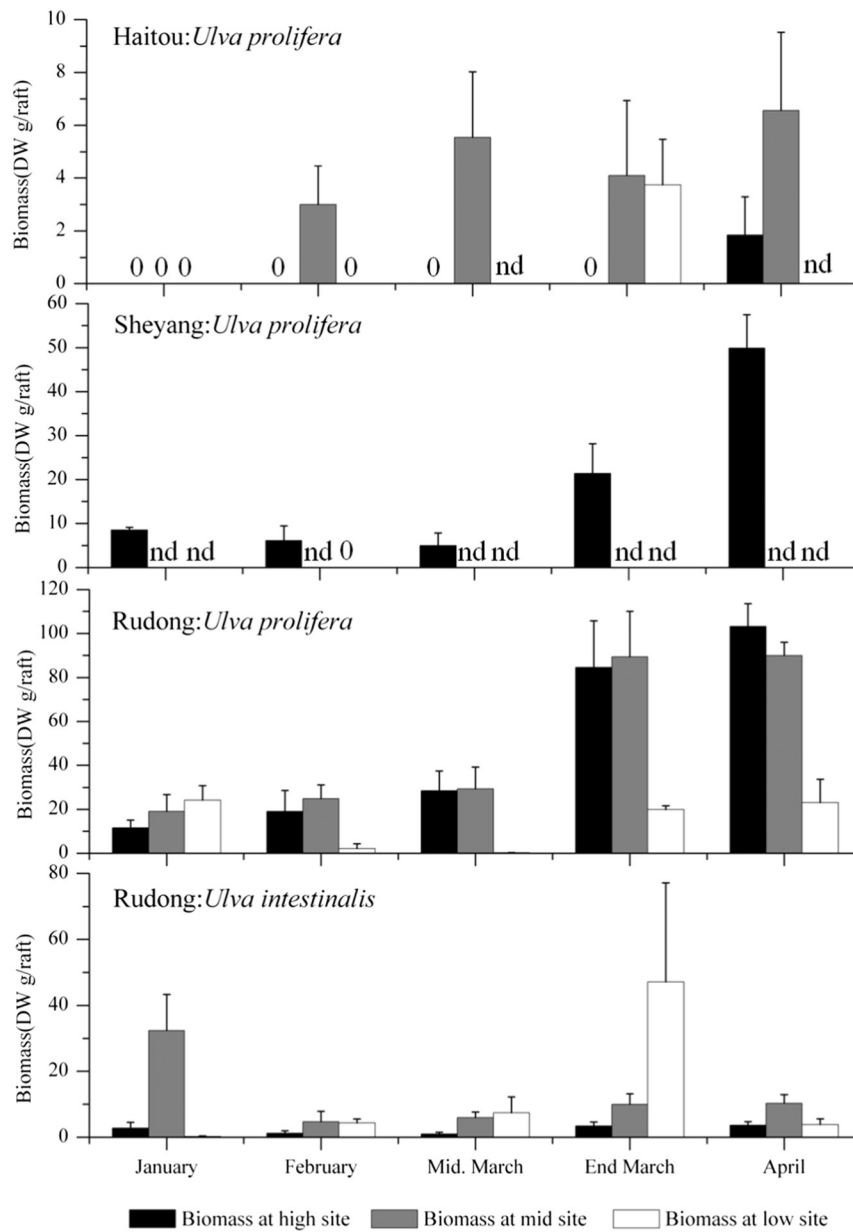 Haitou:Ulva prolifera
Biomass(DW g/raft)
10
8
6
4
2
0
0 0 0 0 0 0 nd 0 nd
Sheyang:Ulva prolifera
Biomass(DW g/raft)
60
50
40
30
20
10
0
nd nd nd 0 nd nd nd nd nd nd
Rudong:Ulva prolifera
Biomass(DW g/raft)
120
100
80
60
40
20
0
Rudong:Ulva intestinalis
Biomass(DW g/raft)
80
60
40
20
0
January February Mid. March End March April
Biomass at high site Biomass at mid site Biomass at low site